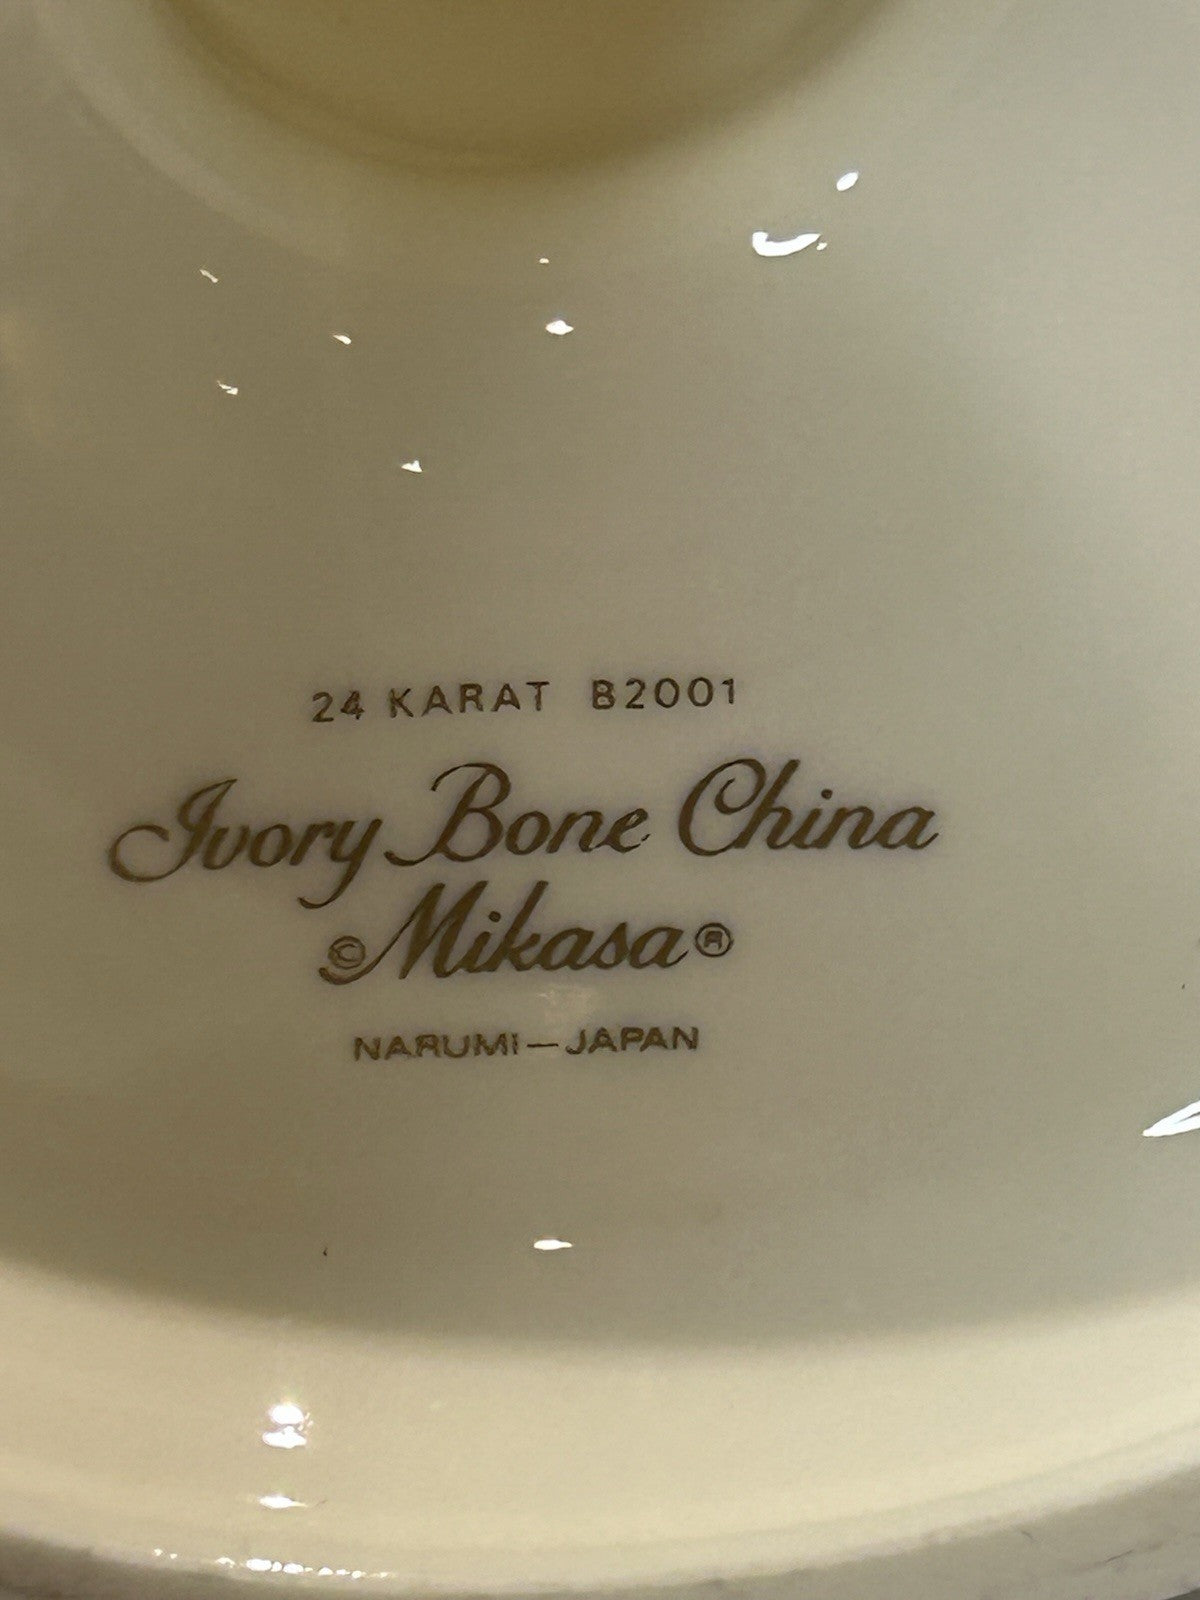 24 KARAT B2001
Ivory Bone China
©Mikasa®
NARUMI—JAPAN